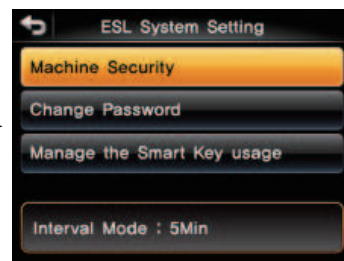 ESL System Setting
Machine Security
Change Password
Manage the Smart Key usage
Interval Mode : 5Min